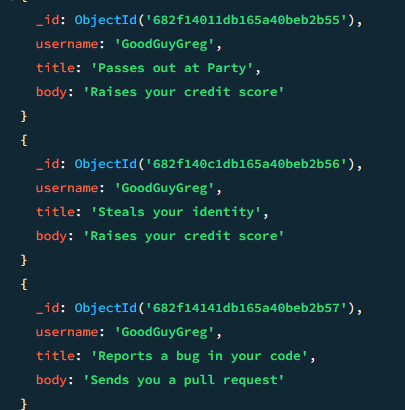 _id: ObjectId('682f14011db165a40beb2b55'),
username: 'GoodGuyGreg',
title: 'Passes out at Party',
body: 'Raises your credit score'
}
{
_id: ObjectId('682f140c1db165a40beb2b56'),
username: 'GoodGuyGreg',
title: 'Steals your identity',
body: 'Raises your credit score'
}
{
_id: ObjectId('682f14141db165a40beb2b57'),
username: 'GoodGuyGreg',
title: 'Reports a bug in your code',
body: 'Sends you a pull request'
}